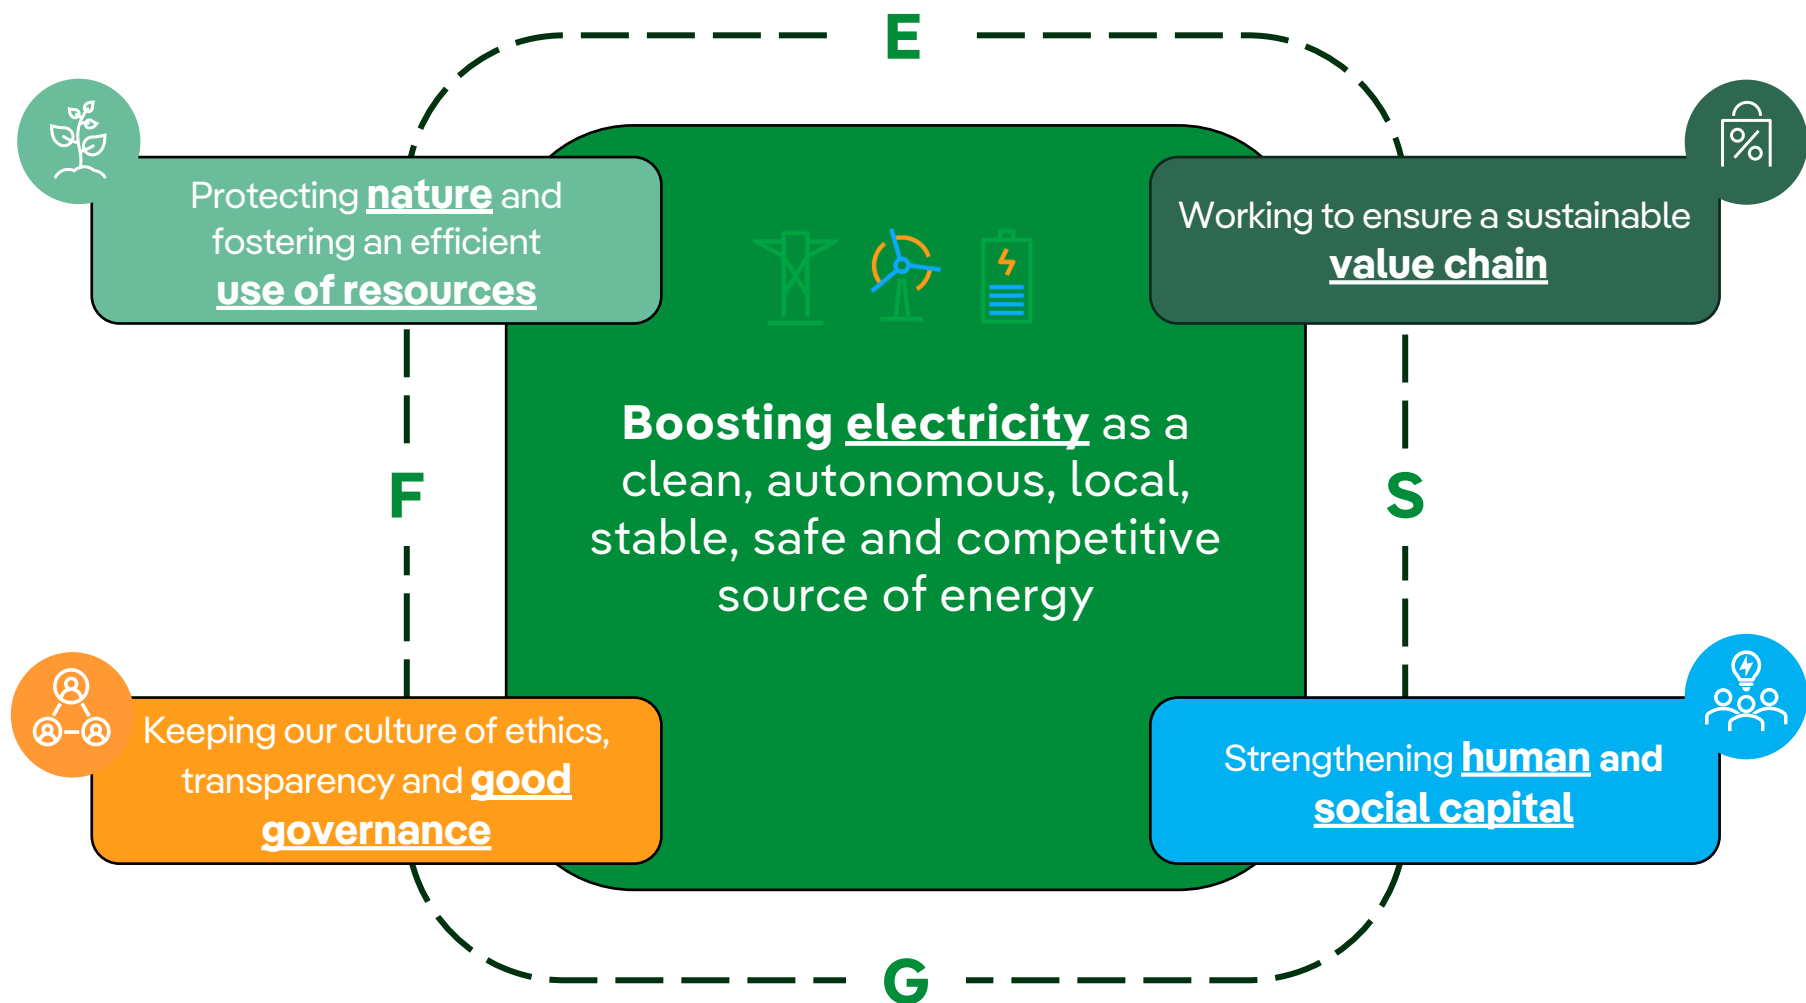 E
Protecting nature and
fostering an efficient
use of resources
Working to ensure a sustainable
value chain
Boosting electricity as a
clean, autonomous, local,
stable, safe and competitive
source of energy
F
S
Keeping our culture of ethics,
transparency and good
governance
Strengthening human and
social capital
G